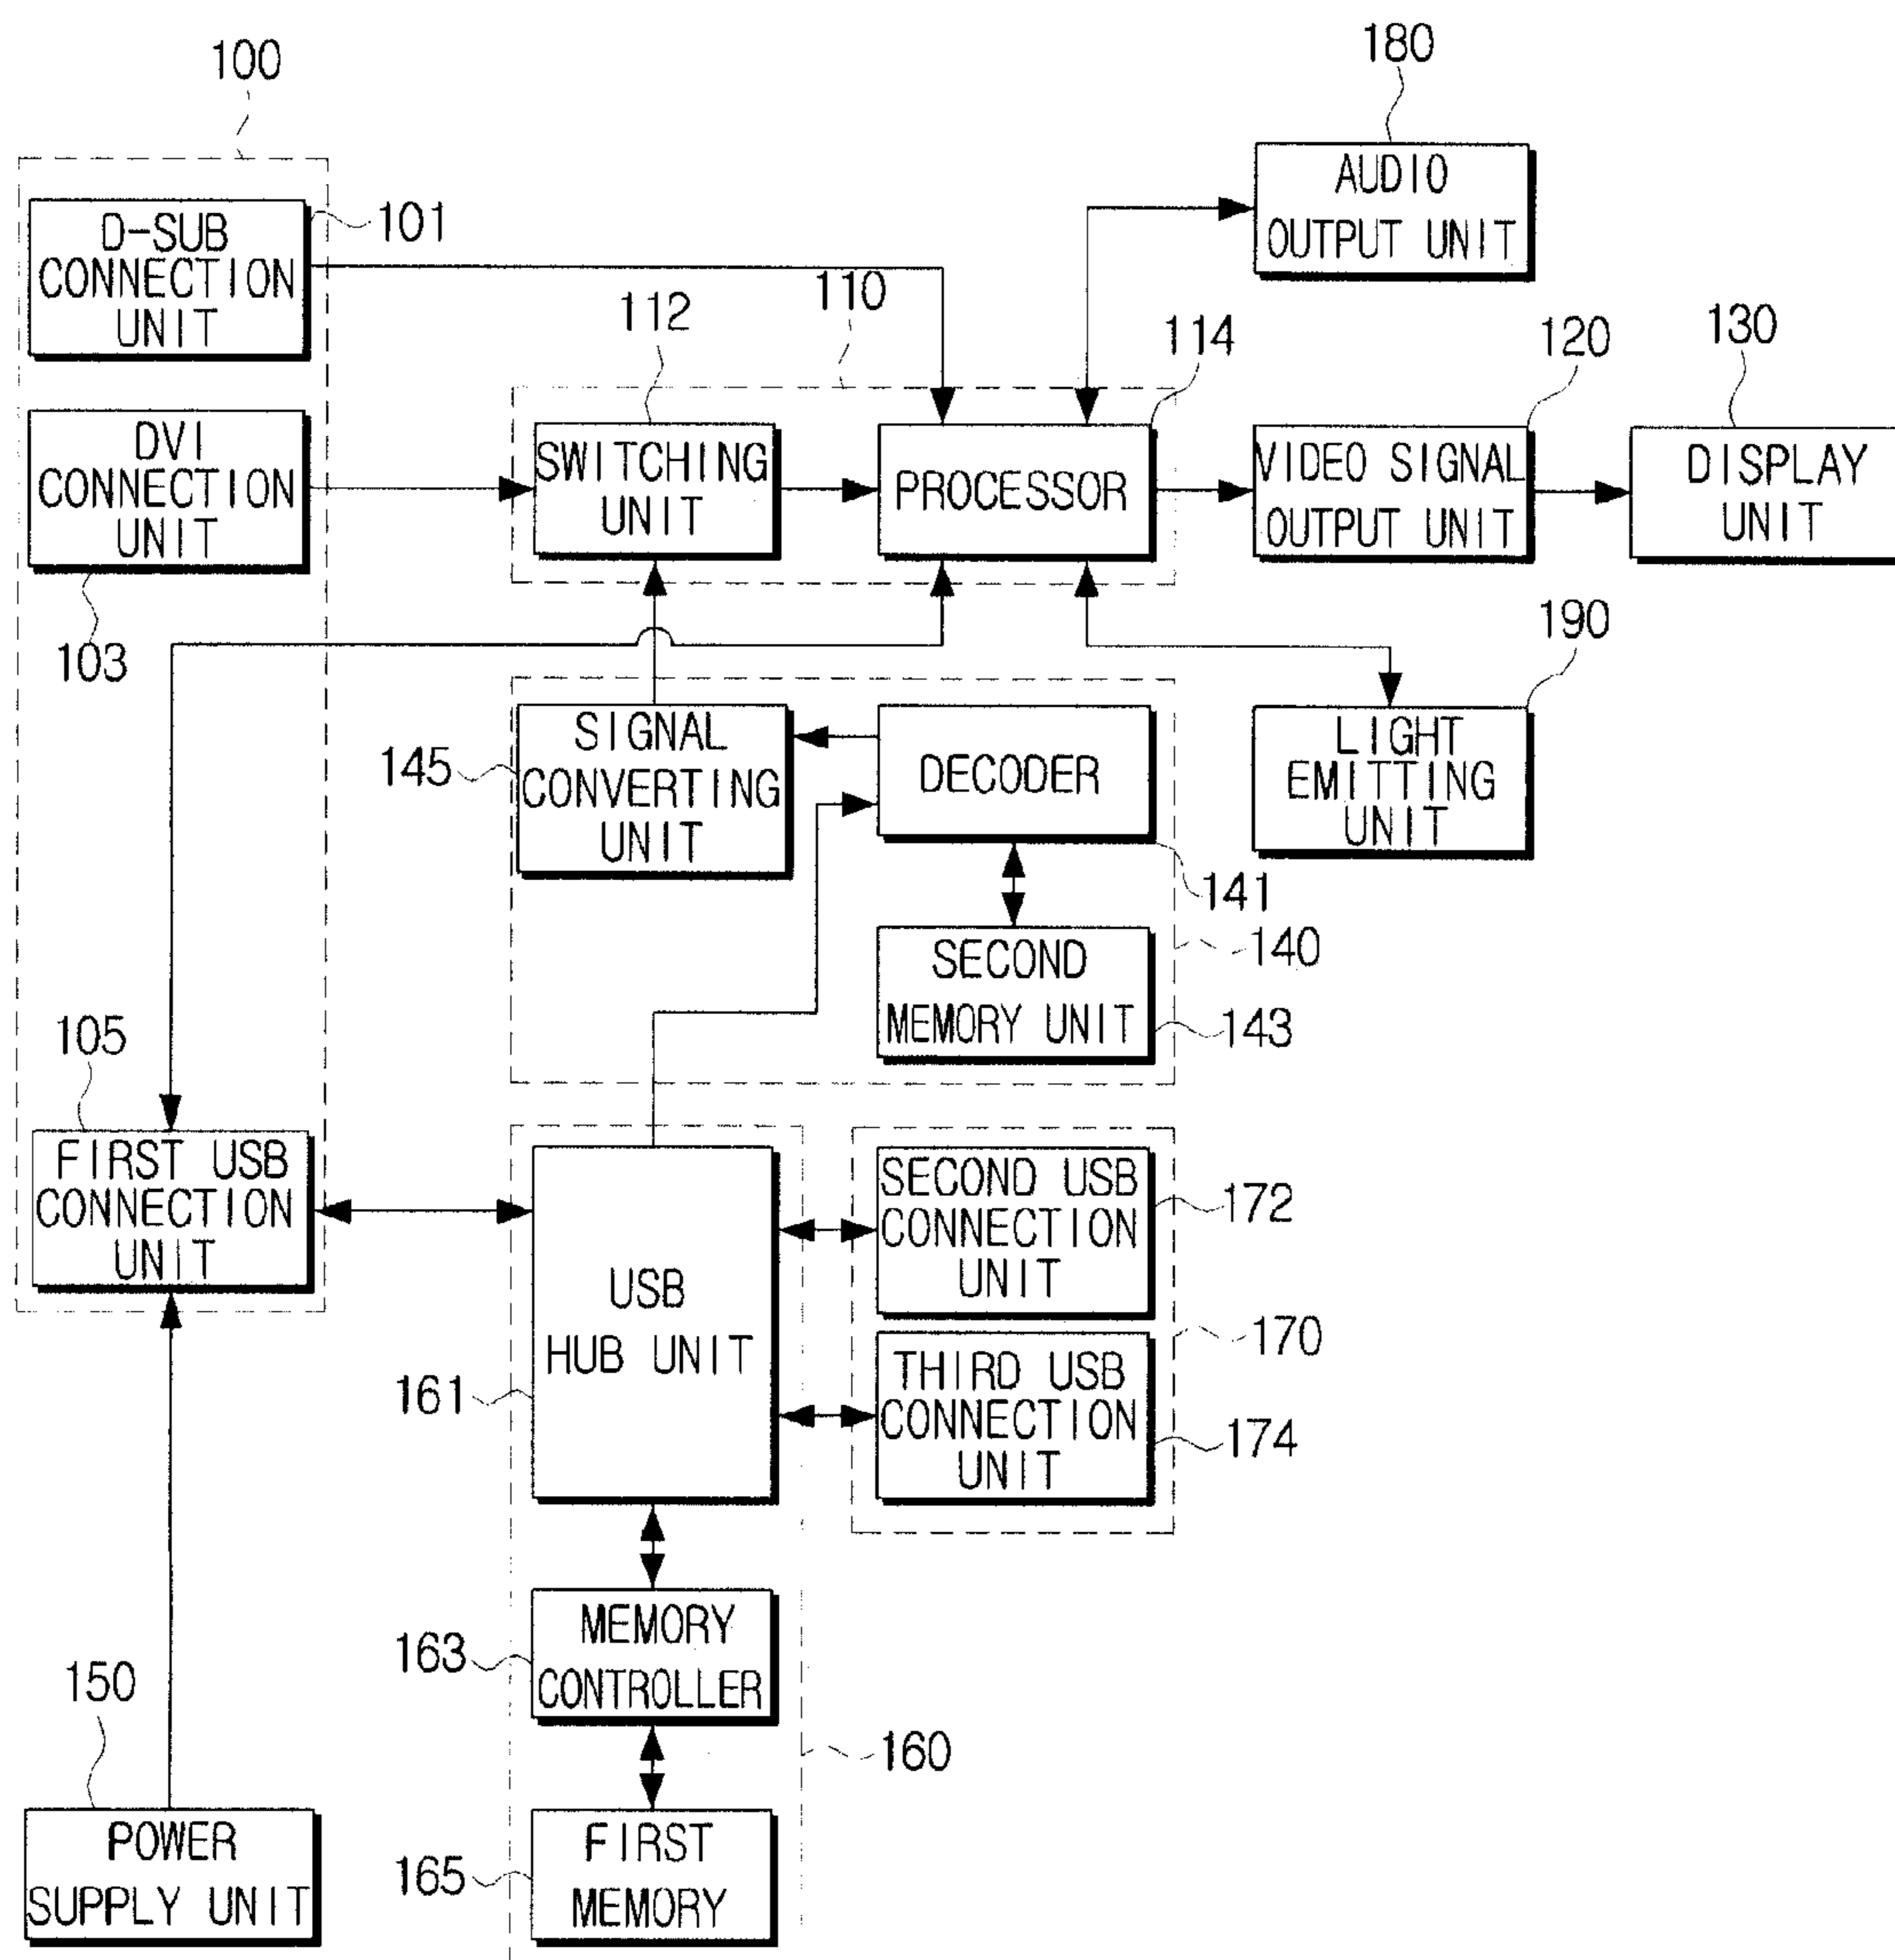 100
180
D-SUB
CONNECTION
UNIT
101
AUDIO
OUTPUT UNIT
110
112
114
120
130
DVI
CONNECTION
UNIT
SWITCHING
UNIT
PROCESSOR
VIDEO SIGNAL
OUTPUT UNIT
DISPLAY
UNIT
103
190
145
SIGNAL
CONVERTING
UNIT
DECODER
LIGHT
EMITTING
UNIT
141
140
SECOND
MEMORY UNIT
143
105
FIRST USB
CONNECTION
UNIT
USB
HUB UNIT
161
SECOND USB
CONNECTION
UNIT
172
170
THIRD USB
CONNECTION
UNIT
174
163
MEMORY
CONTROLLER
150
160
POWER
SUPPLY UNIT
165
FIRST
MEMORY